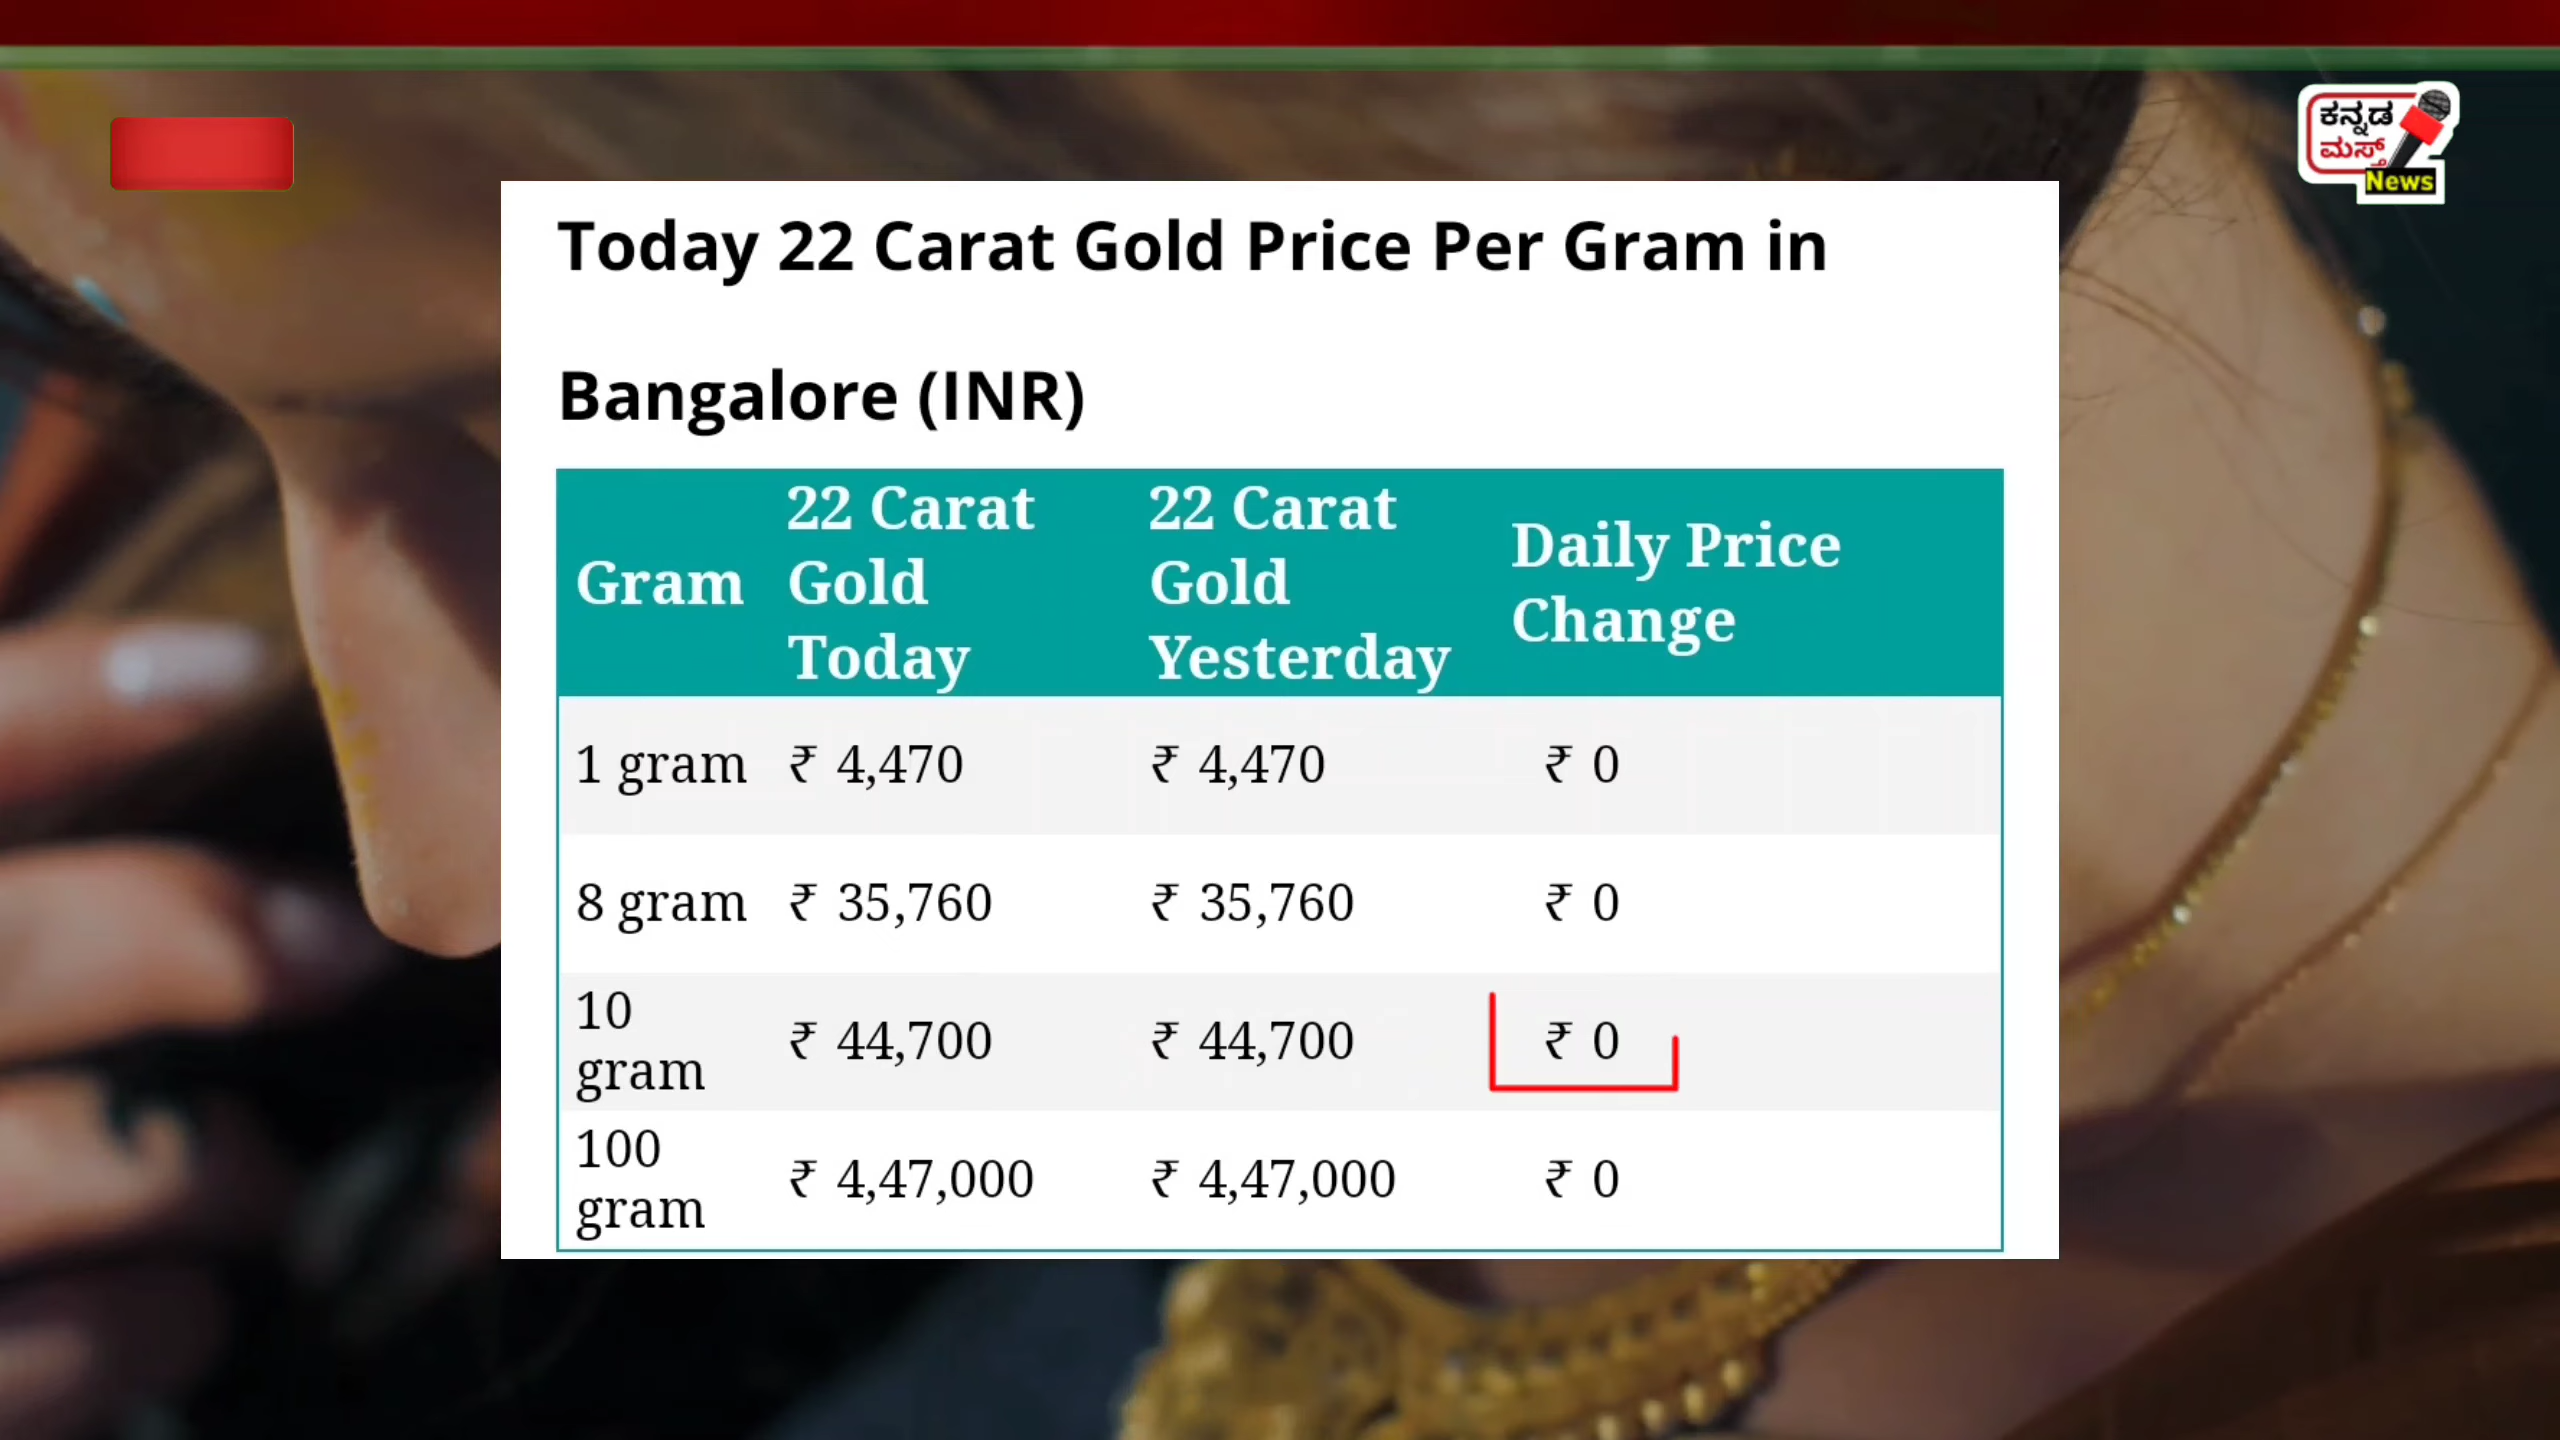 ಕನ್ನಡ
ಮಸ್ತ್
News
Today 22 Carat Gold Price Per Gram in
Bangalore (INR)
Gram 22 Carat Gold Today 22 Carat Gold Yesterday Daily Price Change
1 gram ₹ 4,470 ₹ 4,470 ₹ 0
8 gram ₹ 35,760 ₹ 35,760 ₹ 0
10 gram ₹ 44,700 ₹ 44,700 ₹ 0
100 gram ₹ 4,47,000 ₹ 4,47,000 ₹ 0